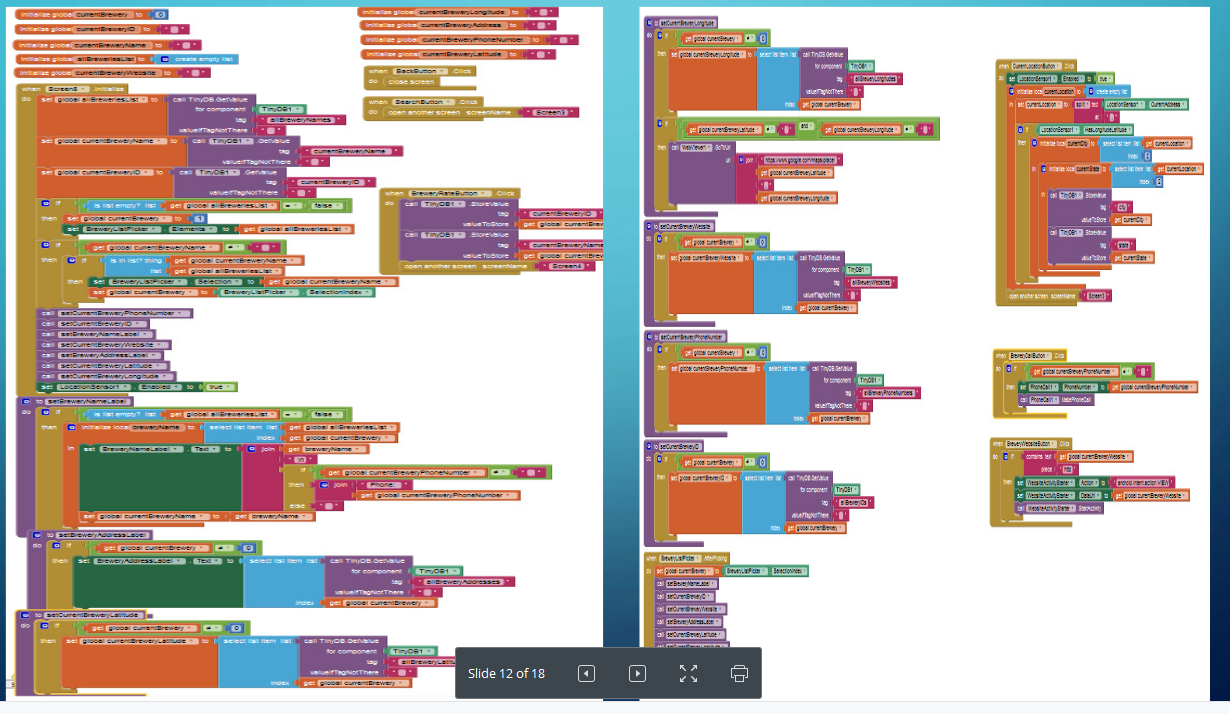 initialize global currentBrewery to 0
initialize global currentBreweryID to " "
initialize global currentBreweryName to " "
initialize global allBreweriesList to create empty list
initialize global currentBreweryWebsite to " "
when Screen5 .Initialize
do set global allBreweriesList to call TinyDB.GetValue
for component TinyDB1
tag " allBreweryNames "
valueIfTagNotThere " "
set global currentBreweryName to call TinyDB1 .GetValue
tag " currentBreweryName "
valueIfTagNotThere " "
set global currentBreweryID to call TinyDB1 .GetValue
tag " currentBreweryID "
valueIfTagNotThere " "
if is list empty? list get global allBreweriesList = false
then set global currentBrewery to 1
set BreweryListPicker . Elements to get global allBreweriesList
if get global currentBreweryName ≠ " "
then if is in list? thing get global currentBreweryName
list get global allBreweriesList
then set BreweryListPicker . Selection to get global currentBreweryName
set global currentBrewery to BreweryListPicker . SelectionIndex
call setCurrentBreweryPhoneNumber
call setCurrentBreweryID
call setBreweryNameLabel
call setCurrentBreweryWebsite
call setBreweryAddressLabel
call setCurrentBreweryLatitude
call setCurrentBreweryLongitude
set LocationSensor1 . Enabled to true
to setBreweryNameLabel
do if is list empty? list get global allBreweriesList = false
then initialize local breweryName to select list item list get global allBreweriesList
index get global currentBrewery
in set BreweryNameLabel . Text to join get breweryName
" \n "
if get global currentBreweryPhoneNumber ≠ " "
then join " Phone: "
get global currentBreweryPhoneNumber
else " "
set global currentBreweryName to get breweryName
to setBreweryAddressLabel
do if get global currentBrewery ≠ 0
then set BreweryAddressLabel . Text to select list item list call TinyDB.GetValue
for component TinyDB1
tag " allBreweryAddresses "
valueIfTagNotThere " "
index get global currentBrewery
to setCurrentBreweryLatitude
do if get global currentBrewery ≠ 0
then set global currentBreweryLatitude to select list item list call TinyDB.GetValue
for component TinyDB1
tag " allBreweryLatitu
valueIfTagNotThere " "
index get global currentBrewery
initialize global currentBreweryLongitude to " "
initialize global currentBreweryAddress to " "
initialize global currentBreweryPhoneNumber to " "
initialize global currentBreweryLatitude to " "
when BackButton .Click
do close screen
when SearchButton .Click
do open another screen screenName " Screen3 "
when BreweryRateButton .Click
do call TinyDB1 .StoreValue
tag " currentBreweryID "
valueToStore get global currentBrew
call TinyDB1 .StoreValue
tag " currentBreweryName
valueToStore get global currentBrew
open another screen screenName " Screen4 "
to setCurrentBreweryLongitude
do if get global currentBrewery ≠ 0
then set global currentBreweryLongitude to select list item list call TinyDB.GetValue
for component TinyDB1
tag " allBreweryLongitudes "
valueIfTagNotThere " "
index get global currentBrewery
if get global currentBreweryLatitude ≠ " " and get global currentBreweryLongitude ≠ " "
then call WebViewer1 .GoToUrl
url join " https://www.google.com/maps/place/ "
get global currentBreweryLatitude
get global currentBreweryLongitude
to setCurrentBreweryWebsite
do if get global currentBrewery ≠ 0
then set global currentBreweryWebsite to select list item list call TinyDB.GetValue
for component TinyDB1
tag " allBreweryWebsites "
valueIfTagNotThere " "
index get global currentBrewery
to setCurrentBreweryPhoneNumber
do if get global currentBrewery ≠ 0
then set global currentBreweryPhoneNumber to select list item list call TinyDB.GetValue
for component TinyDB1
tag " allBreweryPhoneNumbers "
valueIfTagNotThere " "
index get global currentBrewery
to setCurrentBreweryID
do if get global currentBrewery ≠ 0
then set global currentBreweryID to select list item list call TinyDB.GetValue
for component TinyDB1
tag " allBreweryIDs "
valueIfTagNotThere " "
index get global currentBrewery
when BreweryListPicker .AfterPicking
do set global currentBrewery to BreweryListPicker . SelectionIndex
call setBreweryNameLabel
call setCurrentBreweryID
call setCurrentBreweryWebsite
call setBreweryAddressLabel
call setCurrentBreweryLatitude
when CurrentLocationButton .Click
do set LocationSensor1 . Enabled to true
initialize local currentLocation to create empty list
in set currentLocation to split text LocationSensor1 . CurrentAddress
at " "
if LocationSensor1 . HasLongitudeLatitude
then initialize local currentCity to select list item list get currentLocation
index 2
in initialize local currentState to select list item list get currentLocation
index
in call TinyDB1 .StoreValue
tag " city "
valueToStore get currentCity
call TinyDB1 .StoreValue
tag " state "
valueToStore get currentState
open another screen screenName " Screen3 "
when BreweryCallButton .Click
do if get global currentBreweryPhoneNumber ≠ " "
then set PhoneCall1 . PhoneNumber to get global currentBreweryPhoneNumber
call PhoneCall1 .MakePhoneCall
when BreweryWebsiteButton .Click
do if contains text get global currentBreweryWebsite
piece " http "
then set WebsiteActivityStarter . Action to " android.intent.action.VIEW "
set WebsiteActivityStarter . DataUri to get global currentBreweryWebsite
call WebsiteActivityStarter .StartActivity
Slide 12 of 18